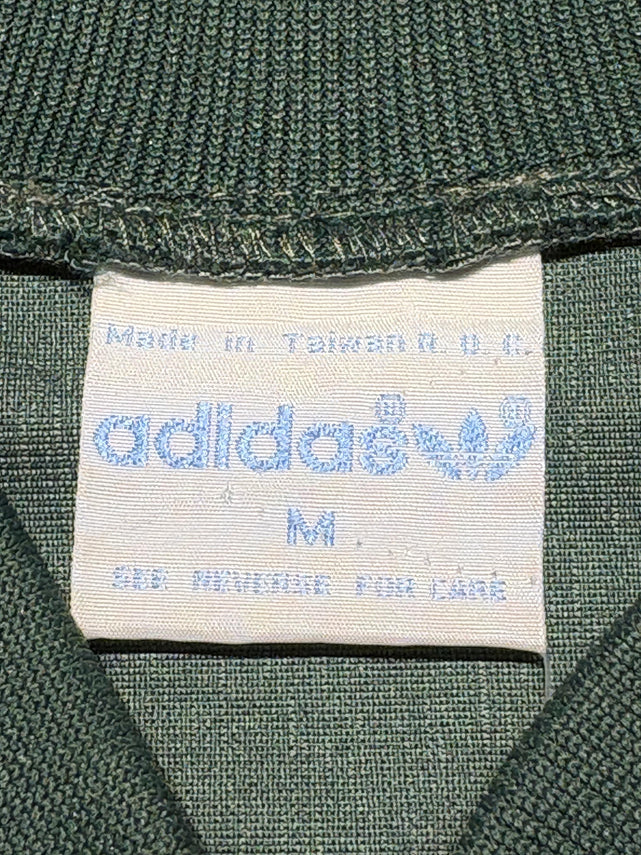 Made in Taiwan R.O.C.
adidas® ®
M
SEE REVERSE FOR CARE